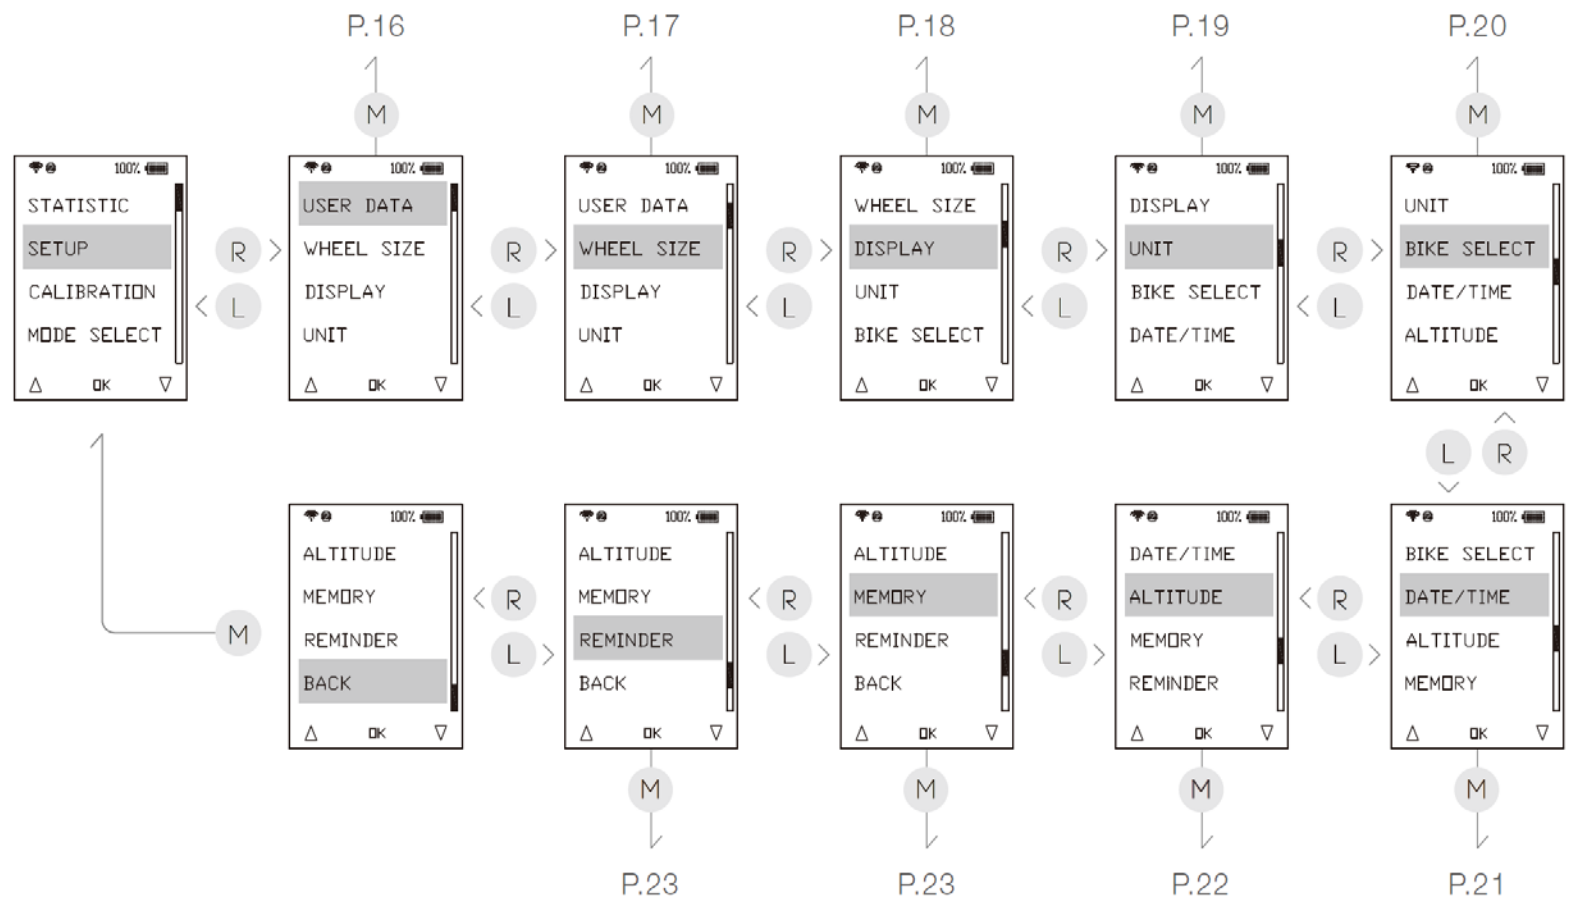 P.16 P.17 P.18 P.19 P.20
M M M M M
100% 100% 100% 100% 100% 100%
STATISTIC USER DATA USER DATA WHEEL SIZE DISPLAY UNIT
SETUP R WHEEL SIZE R WHEEL SIZE R DISPLAY R UNIT R BIKE SELECT
CALIBRATION L DISPLAY L DISPLAY L UNIT L BIKE SELECT L DATE/TIME
MODE SELECT UNIT UNIT BIKE SELECT DATE/TIME ALTITUDE
OK OK OK OK OK OK
L R
100% 100% 100% 100% 100%
ALTITUDE ALTITUDE ALTITUDE DATE/TIME BIKE SELECT
MEMORY R MEMORY R MEMORY R ALTITUDE R DATE/TIME
M REMINDER L REMINDER L REMINDER L MEMORY L ALTITUDE
BACK BACK BACK REMINDER MEMORY
OK OK OK OK OK
M M M M
P.23 P.23 P.22 P.21